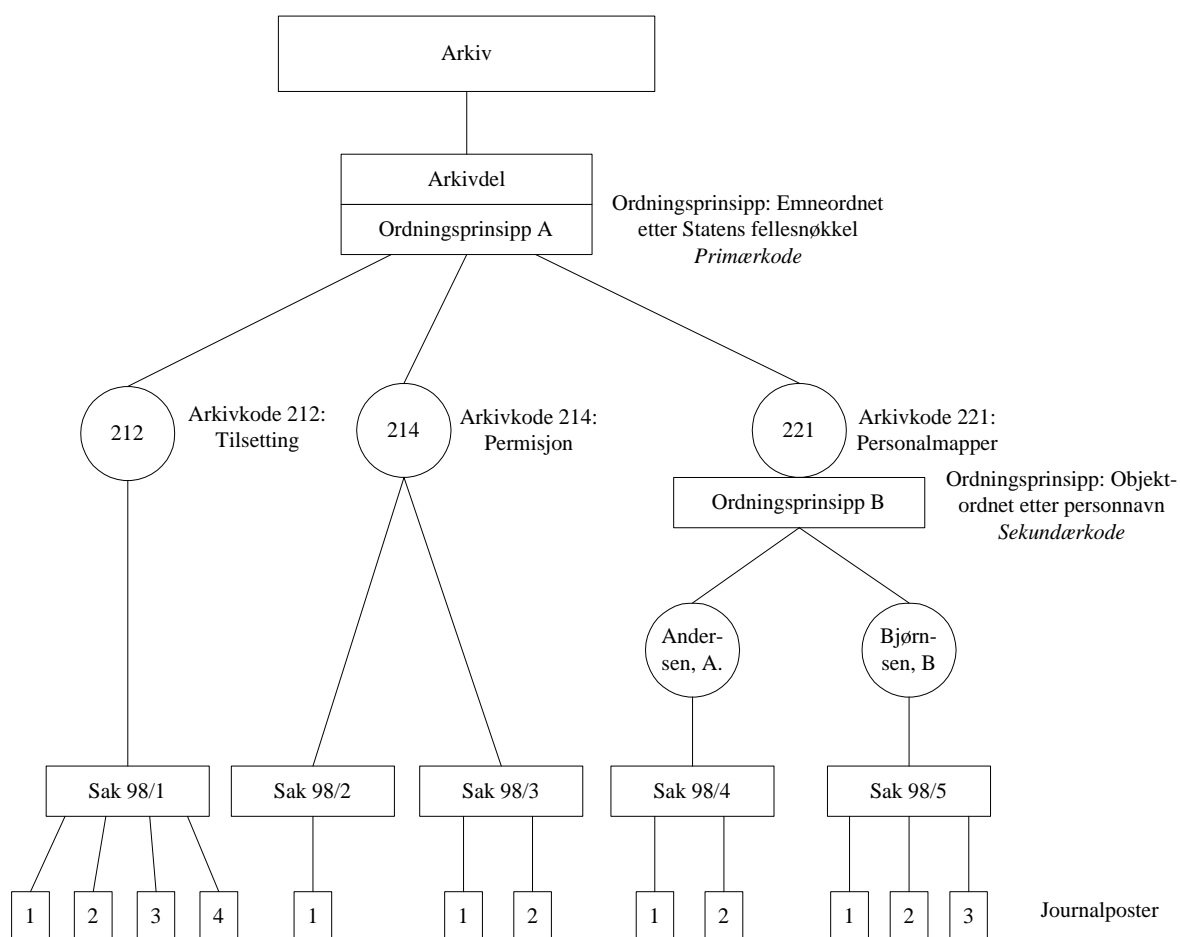 Arkiv
Arkivdel
Ordningsprinsipp A
Ordningsprinsipp: Emneordnet
etter Statens fellesnøkkel
Primærkode
212
Arkivkode 212:
Tilsetting
214
Arkivkode 214:
Permisjon
221
Arkivkode 221:
Personalmapper
Ordningsprinsipp B
Ordningsprinsipp: Objekt-
ordnet etter personnavn
Sekundærkode
Ander-
sen, A.
Bjørn-
sen, B
Sak 98/1
Sak 98/2
Sak 98/3
Sak 98/4
Sak 98/5
1 2 3 4 1 1 2 1 2 1 2 3 Journalposter